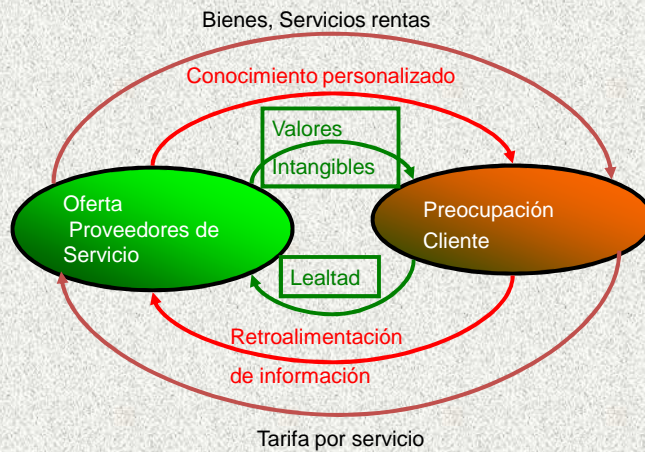 Bienes, Servicios rentas
Conocimiento personalizado
Valores
Intangibles
Oferta
Proveedores de
Servicio
Preocupación
Cliente
Lealtad
Retroalimentación
de información
Tarifa por servicio